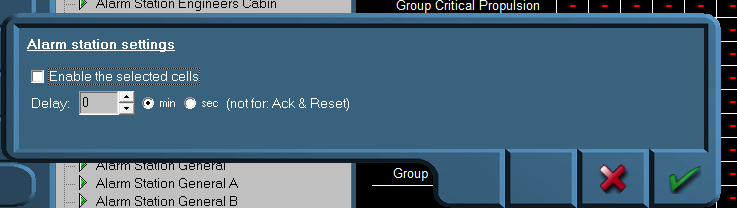 Alarm Station Engineers Cabin
Group Critical Propulsion
Alarm station settings
Enable the selected cells
Delay: 0 min sec (not for: Ack & Reset)
Alarm Station General
Group
Alarm Station General A
Alarm Station General B